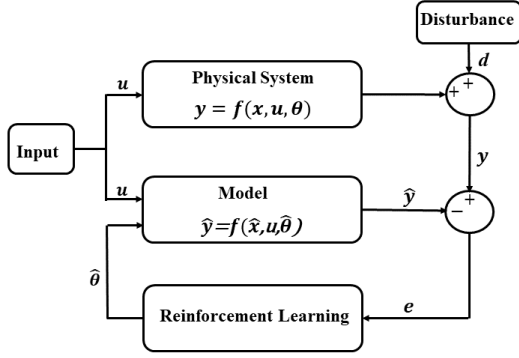 Disturbance
d
u
Physical System
y = f(x, u, θ)
+ +
Input
y
u
Model
ŷ=f(x̂,u,θ̂)
ŷ
− +
θ̂
Reinforcement Learning
e